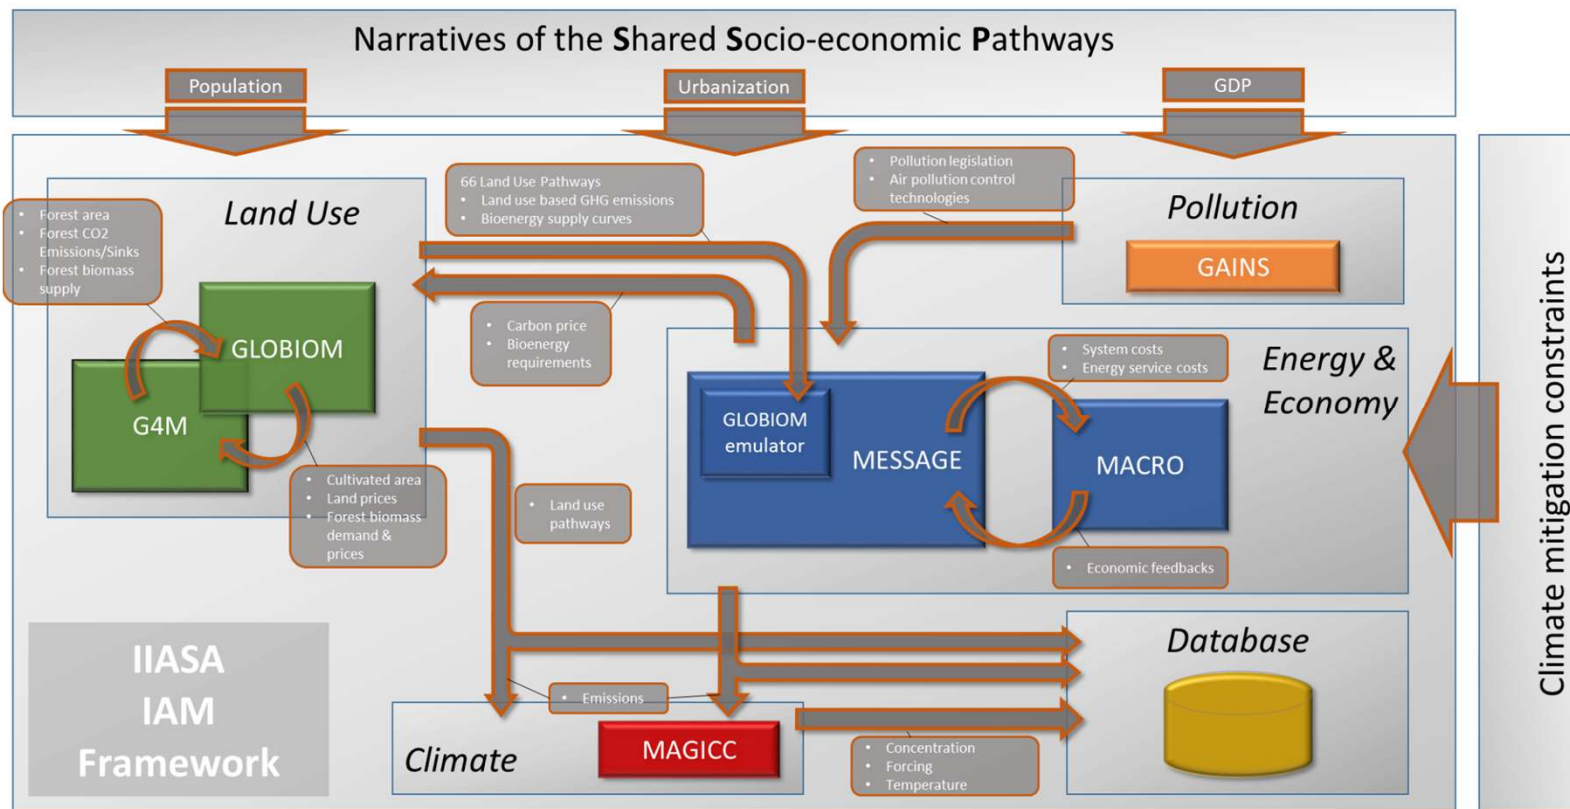 Narratives of the Shared Socio-economic Pathways
Population
Urbanization
GDP
Land Use
• Forest area
• Forest CO2
Emissions/Sinks
• Forest biomass
supply
GLOBIOM
G4M
• Cultivated area
• Land prices
• Forest biomass
demand &
prices
66 Land Use Pathways
• Land use based GHG emissions
• Bioenergy supply curves
• Carbon price
• Bioenergy
requirements
• Pollution legislation
• Air pollution control
technologies
Pollution
GAINS
Energy &
Economy
• System costs
• Energy service costs
GLOBIOM
emulator
MESSAGE
MACRO
• Economic feedbacks
• Land use
pathways
• Emissions
Climate
MAGICC
• Concentration
• Forcing
• Temperature
Database
IIASA
IAM
Framework
Climate mitigation constraints